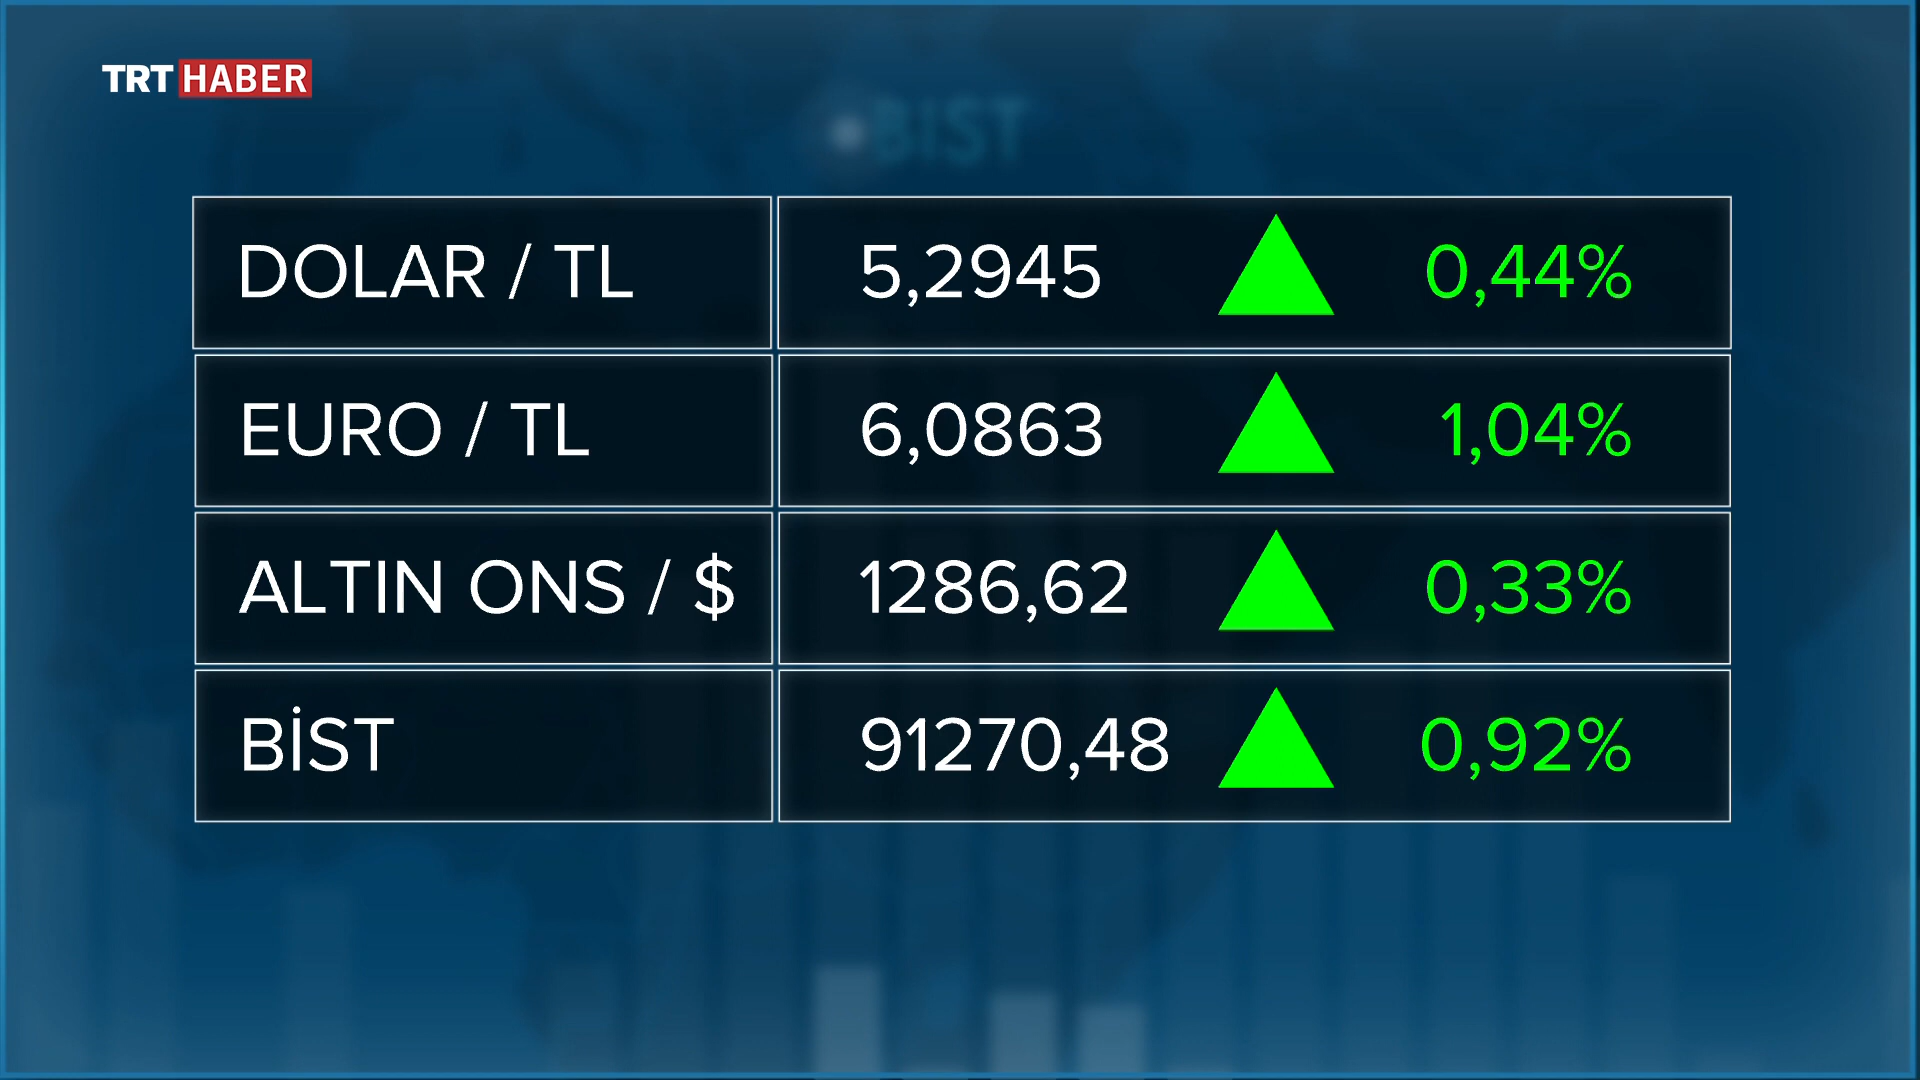 TRT HABER
BIST
DOLAR / TL 5,2945 0,44%
EURO / TL 6,0863 1,04%
ALTIN ONS / $ 1286,62 0,33%
BİST 91270,48 0,92%